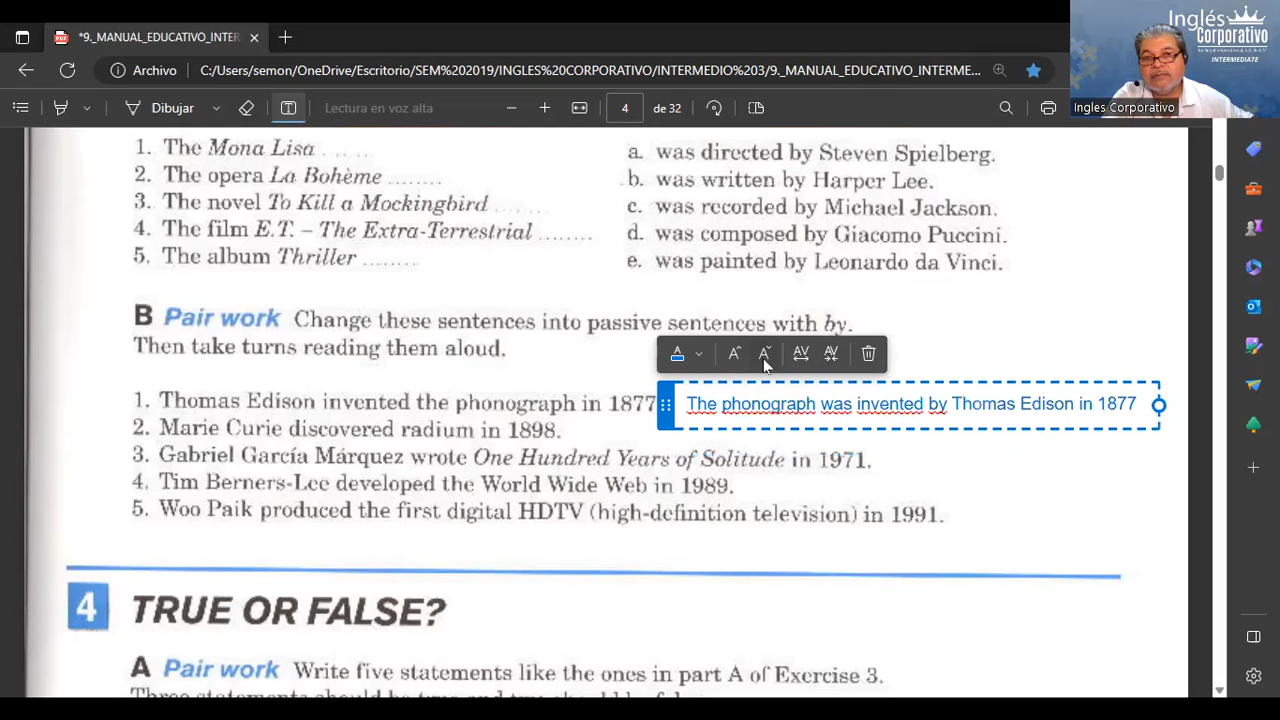 *9._MANUAL_EDUCATIVO_INTER
Archivo
C:/Users/semon/OneDrive/Escritorio/SEM%202019/INGLES%20CORPORATIVO/INTERMEDIO%203/9._MANUAL_EDUCATIVO_INTERME...
Dibujar
Lectura en voz alta
4
de 32
Inglés
Corporativo
INTERMEDIATE
Ingles Corporativo
1. The Mona Lisa ......
2. The opera La Bohème ........
3. The novel To Kill a Mockingbird .......
4. The film E.T. – The Extra-Terrestrial ........
5. The album Thriller ........
a. was directed by Steven Spielberg.
b. was written by Harper Lee.
c. was recorded by Michael Jackson.
d. was composed by Giacomo Puccini.
e. was painted by Leonardo da Vinci.
B Pair work Change these sentences into passive sentences with by.
Then take turns reading them aloud.
1. Thomas Edison invented the phonograph in 1877
The phonograph was invented by Thomas Edison in 1877
2. Marie Curie discovered radium in 1898.
3. Gabriel García Márquez wrote One Hundred Years of Solitude in 1971.
4. Tim Berners-Lee developed the World Wide Web in 1989.
5. Woo Paik produced the first digital HDTV (high-definition television) in 1991.
4 TRUE OR FALSE?
A Pair work Write five statements like the ones in part A of Exercise 3.